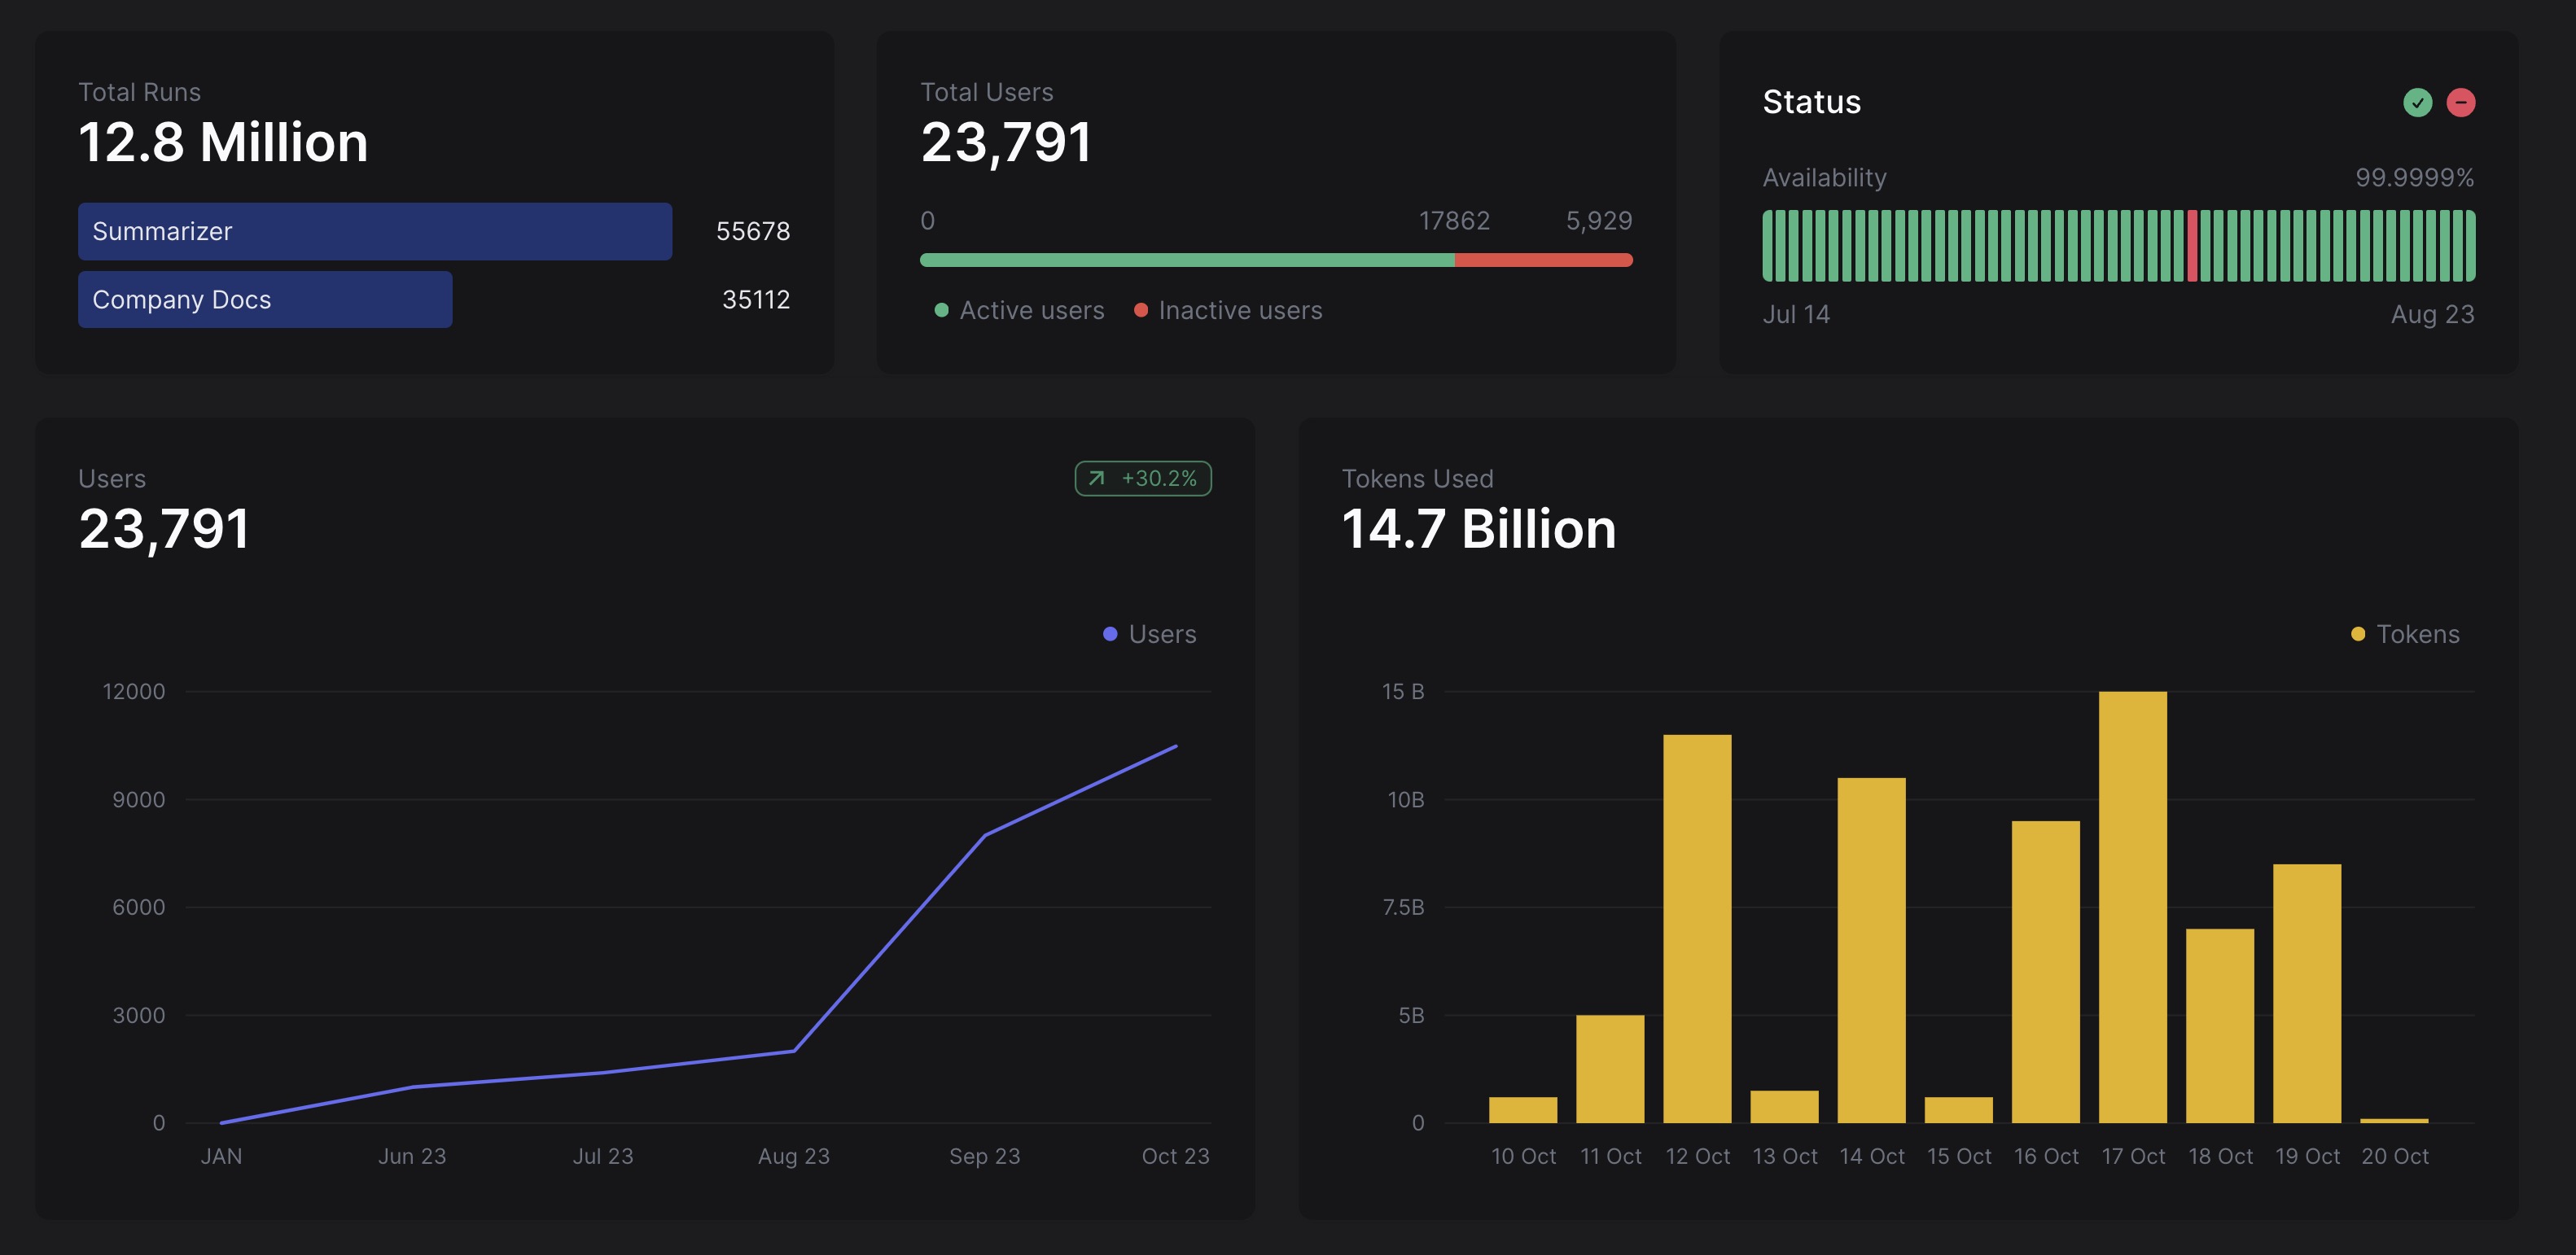 Total Runs
12.8 Million
Summarizer 55678
Company Docs 35112
Total Users
23,791
0 17862 5,929
Active users Inactive users
Status
Availability 99.9999%
Jul 14 Aug 23
Users +30.2%
23,791
Users
12000
9000
6000
3000
0
JAN Jun 23 Jul 23 Aug 23 Sep 23 Oct 23
Tokens Used
14.7 Billion
Tokens
15 B
10B
7.5B
5B
0
10 Oct 11 Oct 12 Oct 13 Oct 14 Oct 15 Oct 16 Oct 17 Oct 18 Oct 19 Oct 20 Oct